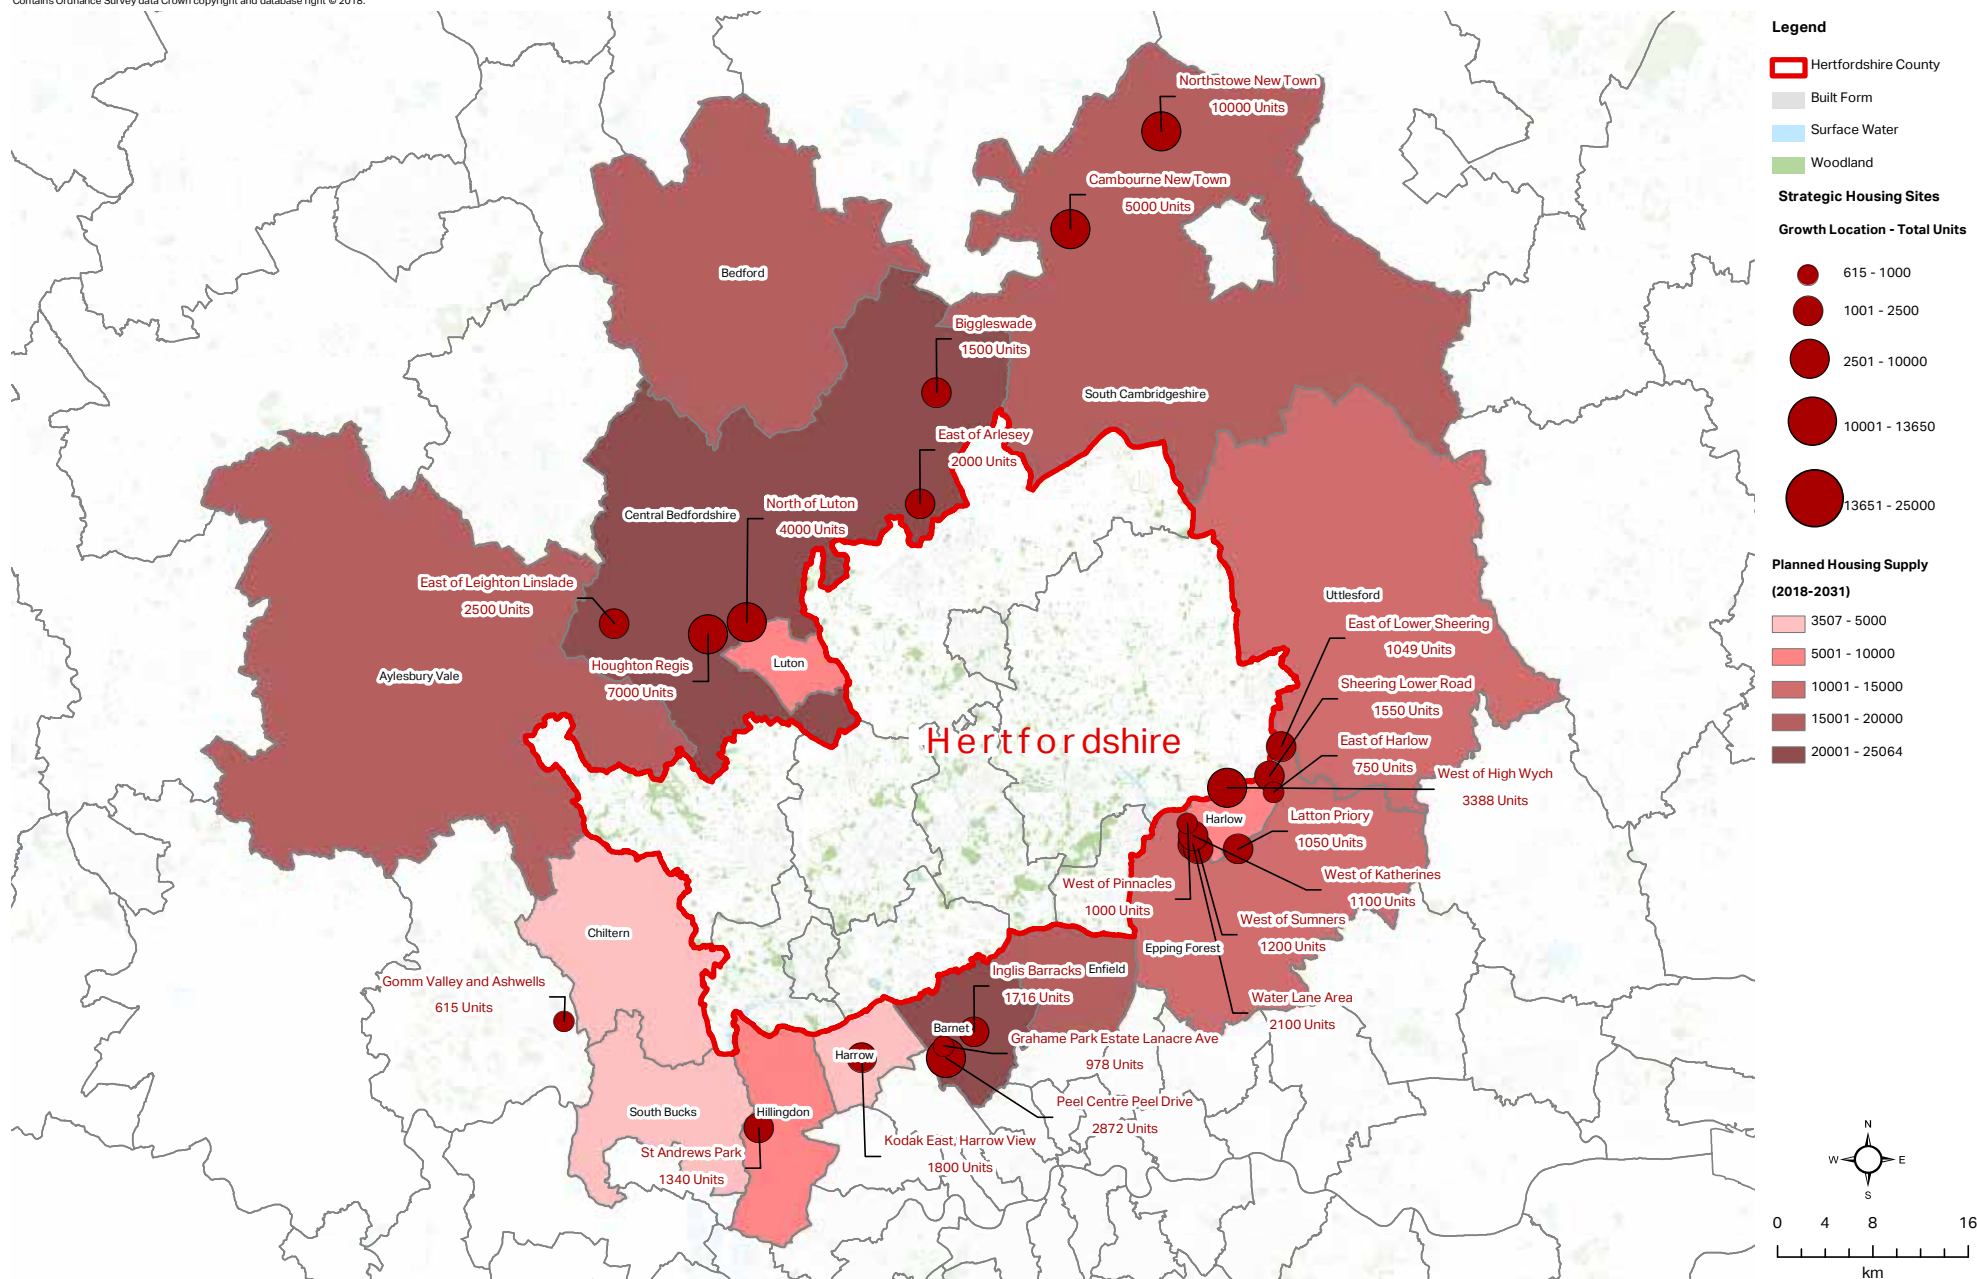 Contains Ordnance Survey data Crown copyright and database right © 2018.
Northstowe New Town
10000 Units
Cambourne New Town
5000 Units
Bedford
Biggleswade
1500 Units
South Cambridgeshire
East of Arlesey
2000 Units
North of Luton
4000 Units
Central Bedfordshire
East of Leighton Linslade
2500 Units
Uttlesford
East of Lower Sheering
1049 Units
Houghton Regis
7000 Units
Luton
Aylesbury Vale
Sheering Lower Road
1550 Units
Hertfordshire
East of Harlow
750 Units
West of High Wych
3388 Units
Harlow
Latton Priory
1050 Units
West of Pinnacles
1000 Units
West of Katherines
1100 Units
West of Sumners
1200 Units
Chiltern
Epping Forest
Inglis Barracks
1716 Units
Enfield
Gomm Valley and Ashwells
615 Units
Water Lane Area
2100 Units
Barnet
Grahame Park Estate Lanacre Ave
978 Units
Harrow
Peel Centre Peel Drive
2872 Units
South Bucks
Hillingdon
Kodak East, Harrow View
1800 Units
St Andrews Park
1340 Units
Legend
Hertfordshire County
Built Form
Surface Water
Woodland
Strategic Housing Sites
Growth Location - Total Units
615 - 1000
1001 - 2500
2501 - 10000
10001 - 13650
13651 - 25000
Planned Housing Supply
(2018-2031)
3507 - 5000
5001 - 10000
10001 - 15000
15001 - 20000
20001 - 25064
N
W E
S
0 4 8 16
km